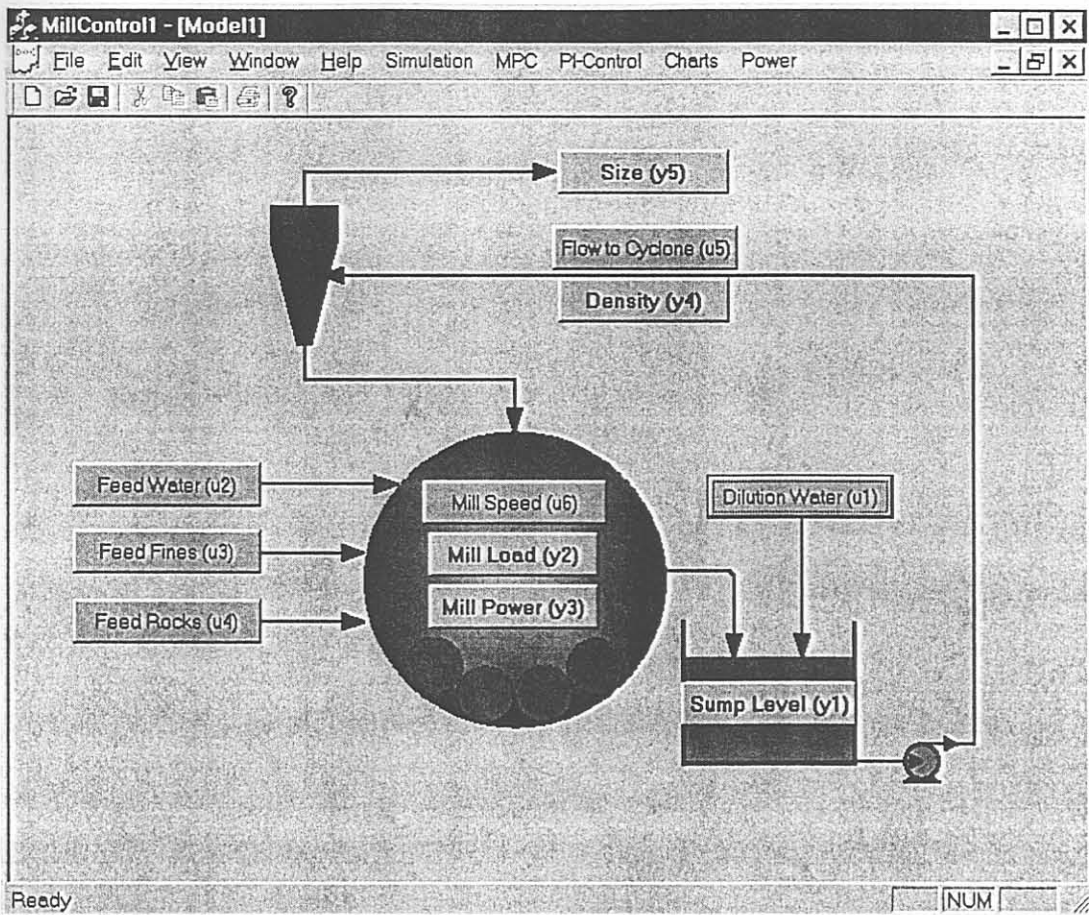 MillControl1 - [Model1]
File Edit View Window Help Simulation MPC PI-Control Charts Power
Size (y5)
Flow to Cyclone (u5)
Density (y4)
Feed Water (u2)
Mill Speed (u6)
Dilution Water (u1)
Feed Fines (u3)
Mill Load (y2)
Mill Power (y3)
Feed Rocks (u4)
Sump Level (y1)
Ready
NUM